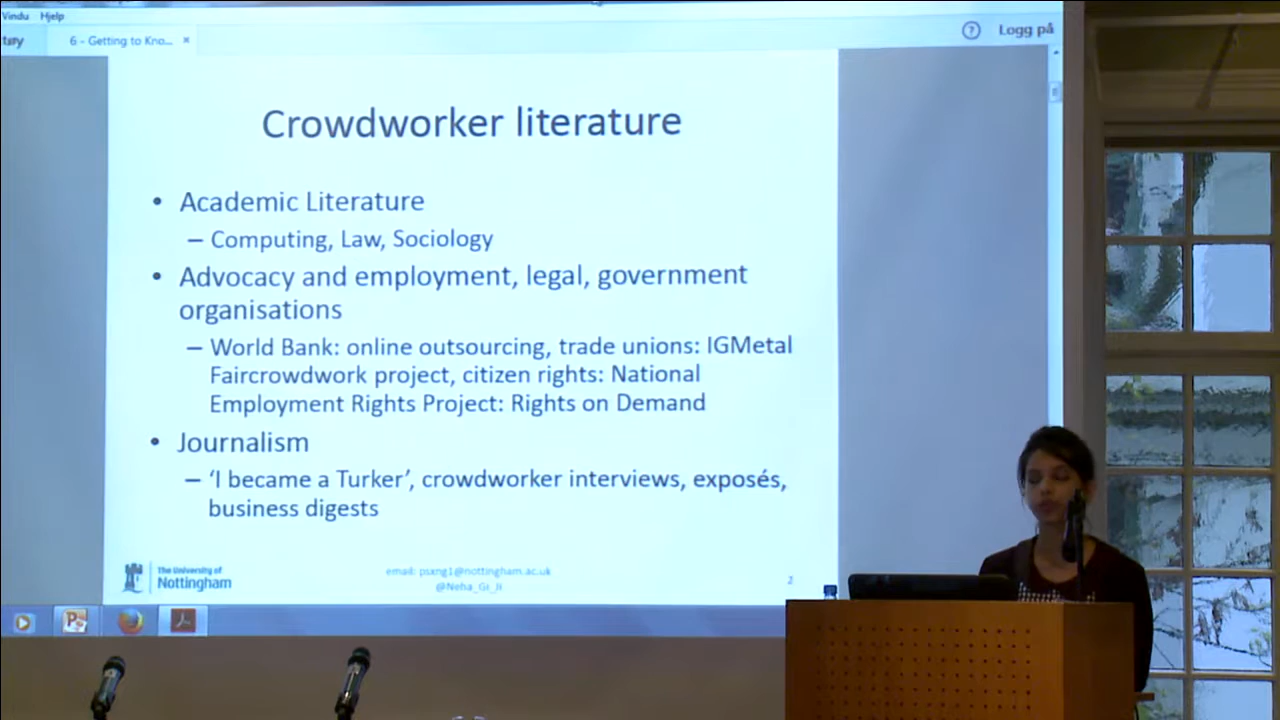 Vindu Hjelp
6 - Getting to Kno... ×
? Logg på
Crowdworker literature
• Academic Literature
– Computing, Law, Sociology
• Advocacy and employment, legal, government
organisations
– World Bank: online outsourcing, trade unions: IGMetal
Faircrowdwork project, citizen rights: National
Employment Rights Project: Rights on Demand
• Journalism
– ‘I became a Turker’, crowdworker interviews, exposés,
business digests
The University of
Nottingham
email: psxng1@nottingham.ac.uk
@Neha_Gi_Ji
2